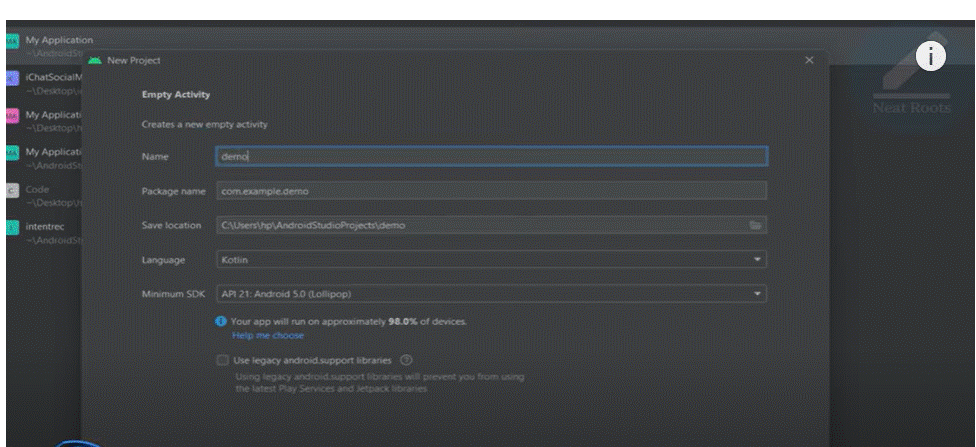 My Application
~\AndroidSt
New Project
iChatSocialM
~\Desktop\
Empty Activity
My Applicati
~\Desktop\
Creates a new empty activity
My Applicati
~\AndroidSt
Name
demo
Code
~\Desktop\
Package name
com.example.demo
intentrec
~\AndroidSt
Save location
C:\Users\hp\AndroidStudioProjects\demo
Language
Kotlin
Minimum SDK
API 21: Android 5.0 (Lollipop)
Your app will run on approximately 98.0% of devices.
Help me choose
Use legacy android.support libraries
Using legacy android.support libraries will prevent you from using
the latest Play Services and Jetpack libraries
Neat Roots